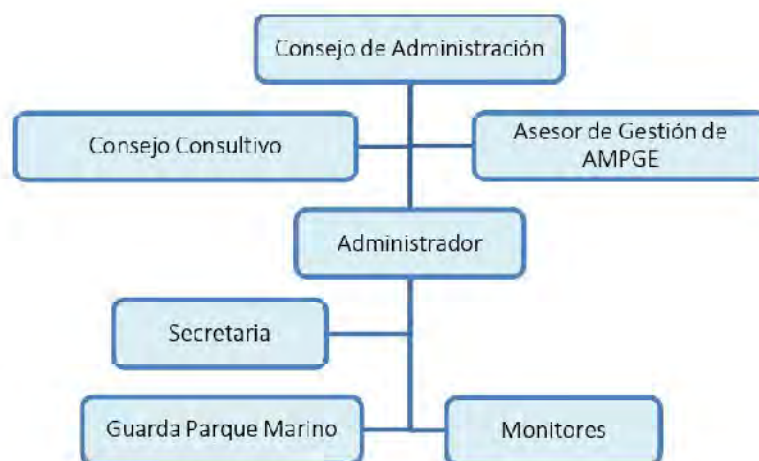 Consejo de Administración
Consejo Consultivo
Asesor de Gestión de
AMPGE
Administrador
Secretaria
Guarda Parque Marino
Monitores